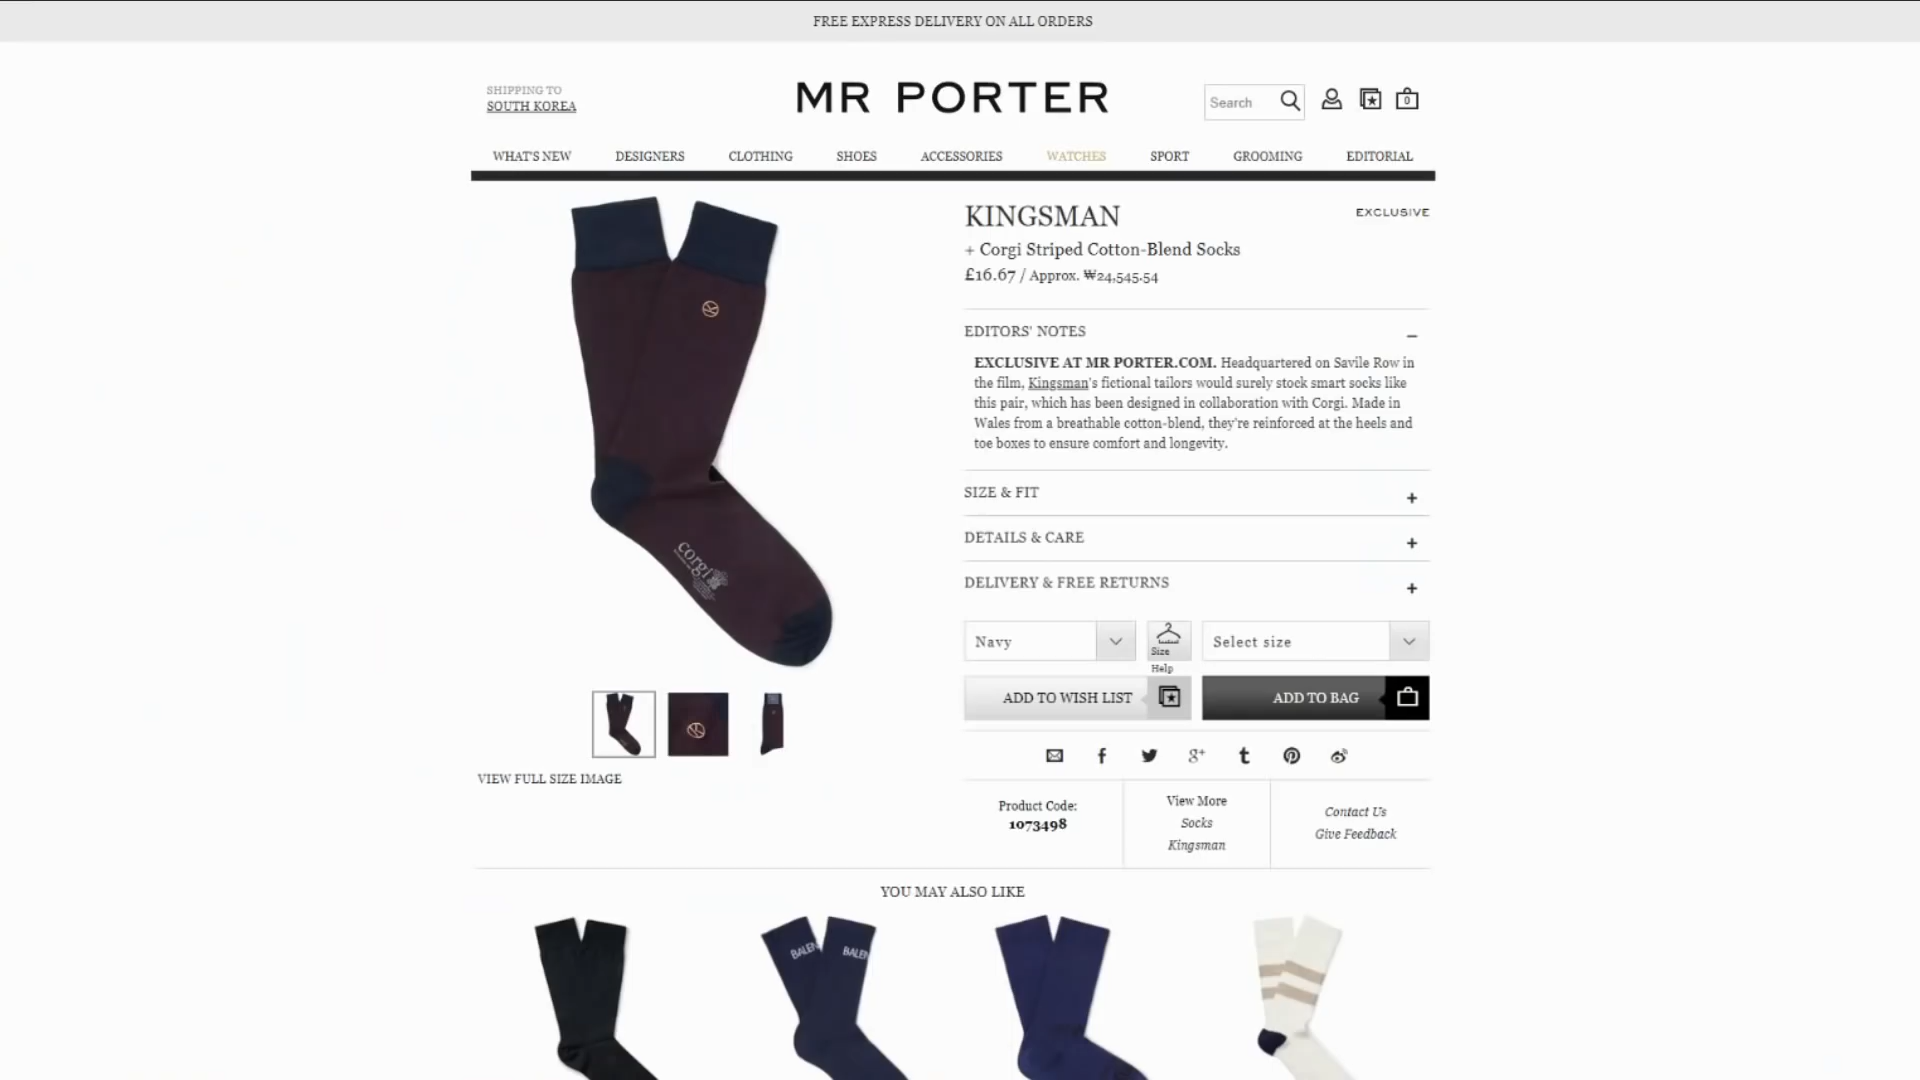 FREE EXPRESS DELIVERY ON ALL ORDERS
SHIPPING TO
SOUTH KOREA
MR PORTER
Search
0
WHAT'S NEW
DESIGNERS
CLOTHING
SHOES
ACCESSORIES
WATCHES
SPORT
GROOMING
EDITORIAL
KINGSMAN
EXCLUSIVE
+ Corgi Striped Cotton-Blend Socks
£16.67 / Approx. ₩24,545.54
EDITORS' NOTES
EXCLUSIVE AT MR PORTER.COM. Headquartered on Savile Row in
the film, Kingsman's fictional tailors would surely stock smart socks like
this pair, which has been designed in collaboration with Corgi. Made in
Wales from a breathable cotton-blend, they're reinforced at the heels and
toe boxes to ensure comfort and longevity.
SIZE & FIT
DETAILS & CARE
DELIVERY & FREE RETURNS
corgi
Navy
Size
Help
Select size
ADD TO WISH LIST
ADD TO BAG
VIEW FULL SIZE IMAGE
Product Code:
1073498
View More
Socks
Kingsman
Contact Us
Give Feedback
YOU MAY ALSO LIKE
BALEN
BALEN